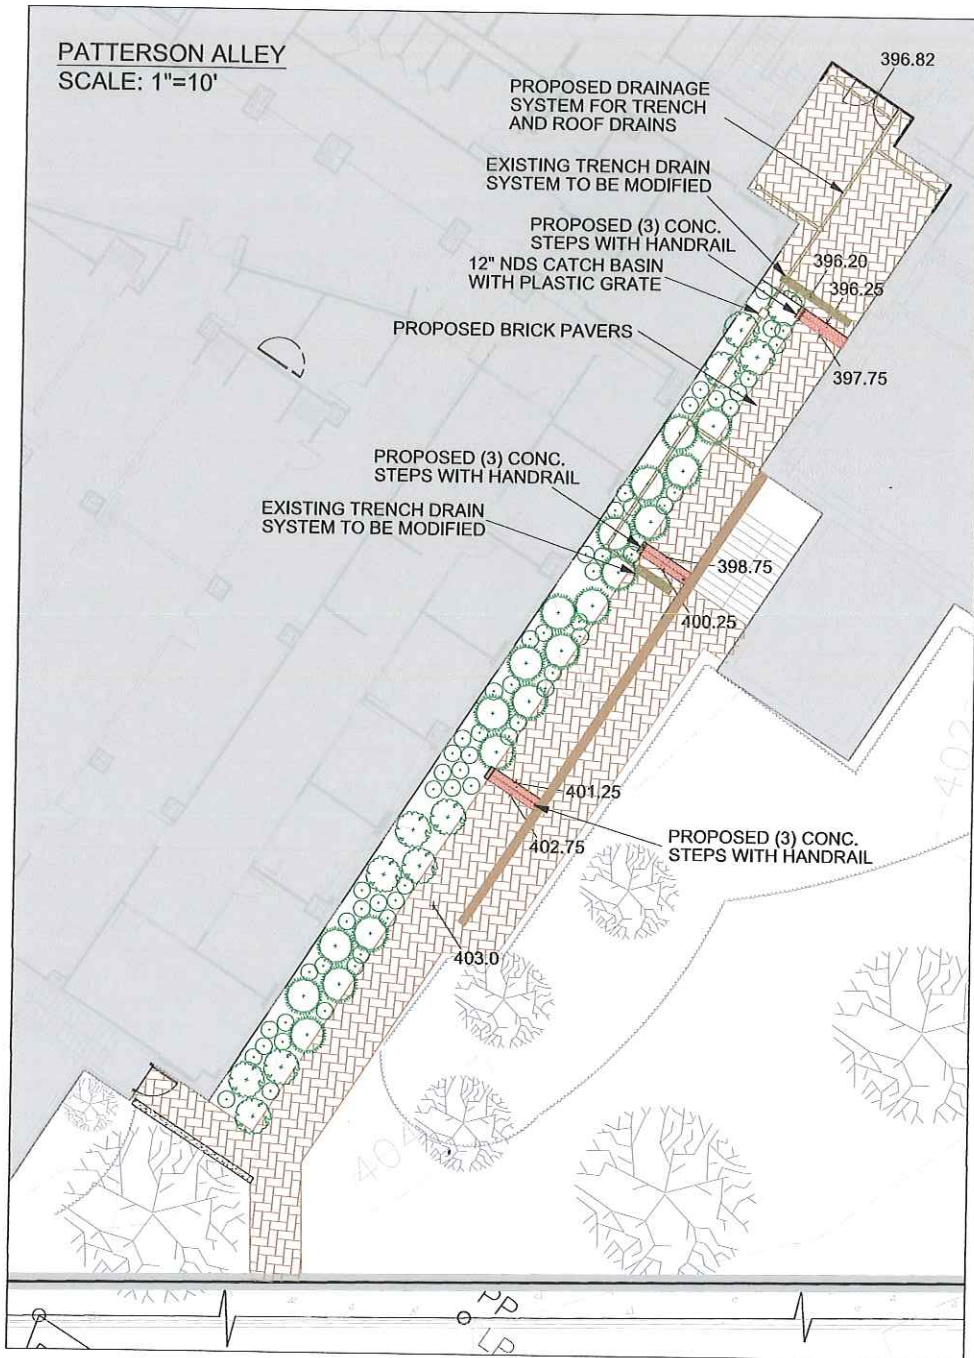 PATTERSON ALLEY
SCALE: 1"=10'
396.82
PROPOSED DRAINAGE
SYSTEM FOR TRENCH
AND ROOF DRAINS
EXISTING TRENCH DRAIN
SYSTEM TO BE MODIFIED
PROPOSED (3) CONC.
STEPS WITH HANDRAIL
396.20
12" NDS CATCH BASIN
WITH PLASTIC GRATE
396.25
PROPOSED BRICK PAVERS
397.75
PROPOSED (3) CONC.
STEPS WITH HANDRAIL
EXISTING TRENCH DRAIN
SYSTEM TO BE MODIFIED
398.75
400.25
402
401.25
402.75
PROPOSED (3) CONC.
STEPS WITH HANDRAIL
403.0
404
PP
LP